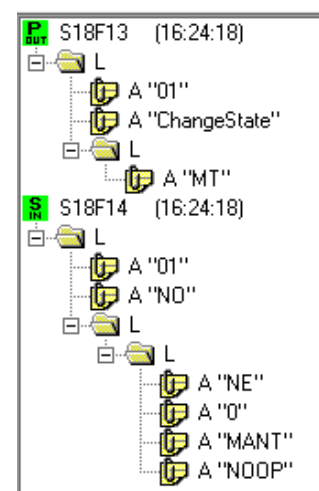 P OUT S18F13 (16:24:18)
L
A "01"
A "ChangeState"
L
A "MT"
S IN S18F14 (16:24:18)
L
A "01"
A "NO"
L
L
A "NE"
A "0"
A "MANT"
A "NOOP"